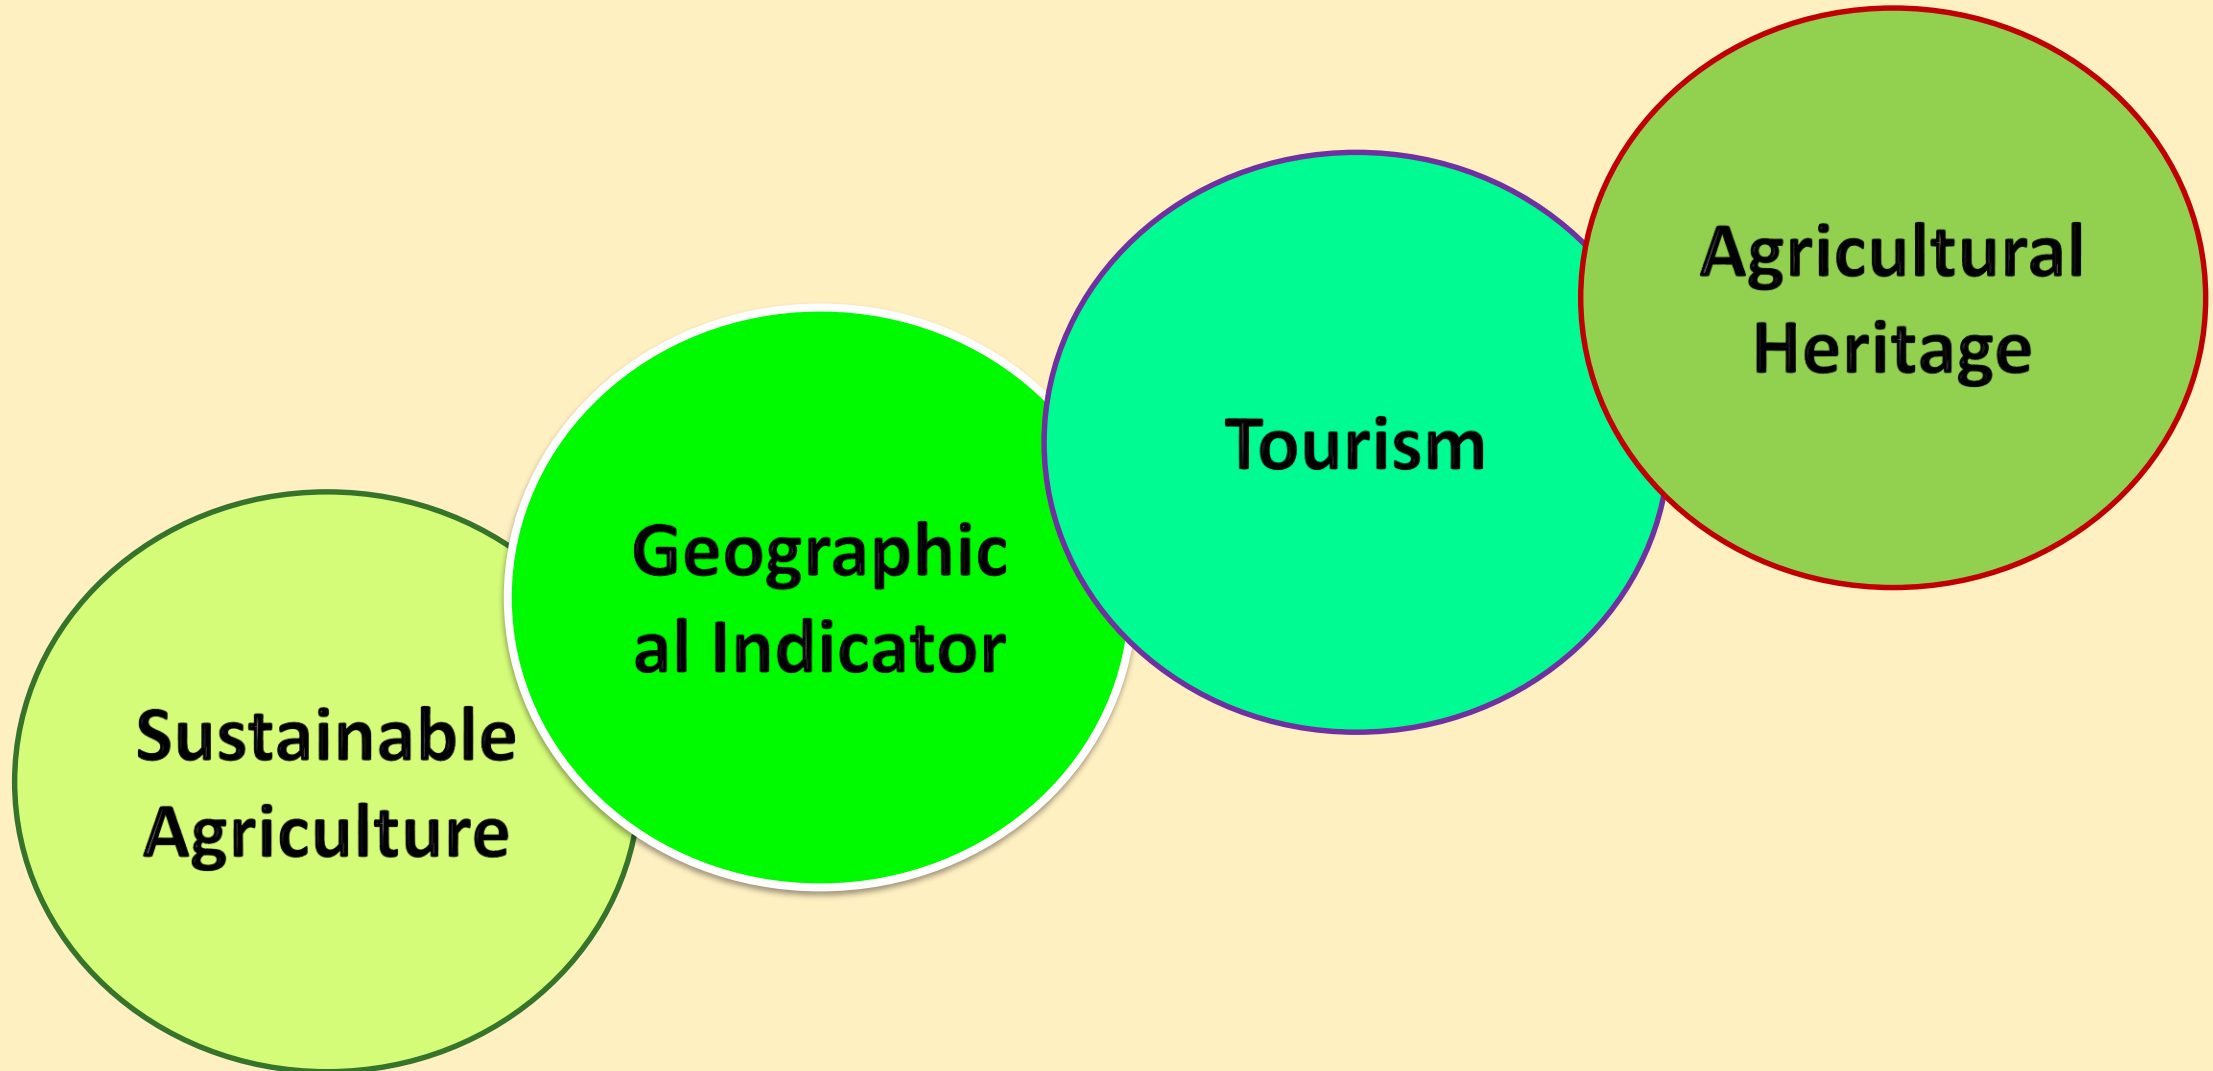 Agricultural
Heritage
Tourism
Geographic
al Indicator
Sustainable
Agriculture